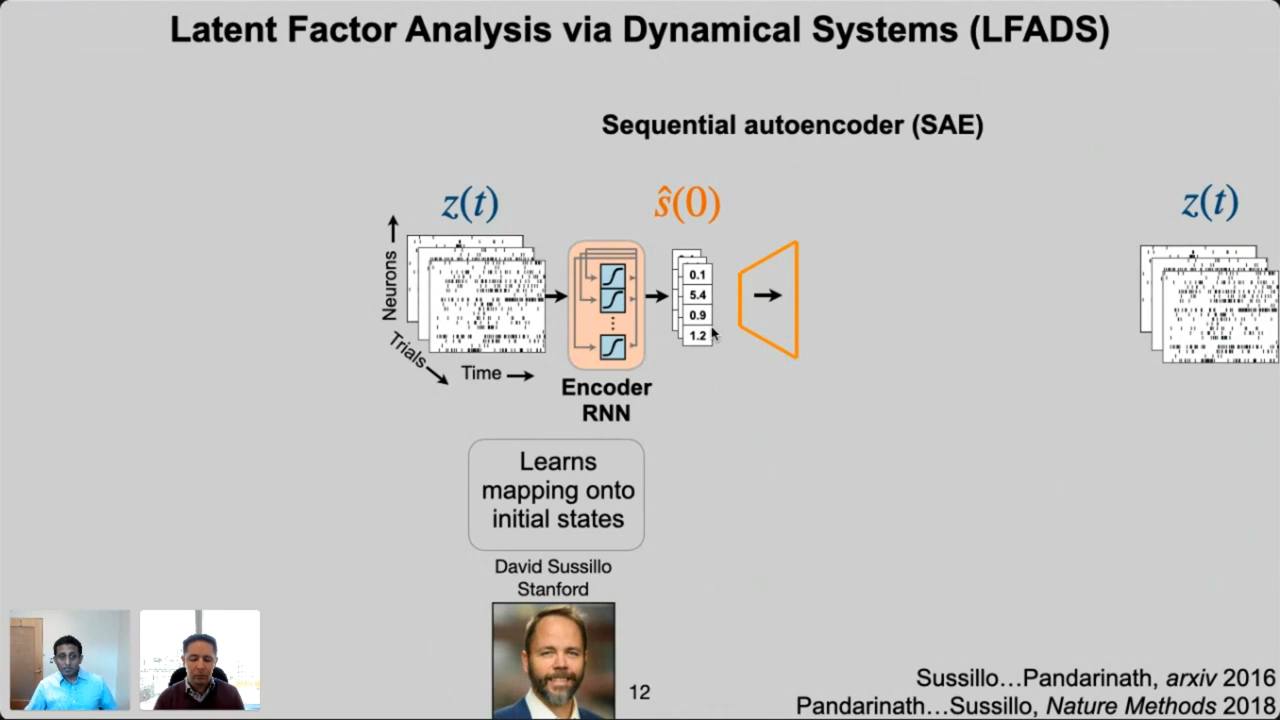 Latent Factor Analysis via Dynamical Systems (LFADS)
Sequential autoencoder (SAE)
z(t)
ŝ(0)
z(t)
Neurons
Trials
Time
0.1
5.4
0.9
1.2
Encoder
RNN
Learns
mapping onto
initial states
David Sussillo
Stanford
12
Sussillo…Pandarinath, arxiv 2016
Pandarinath…Sussillo, Nature Methods 2018